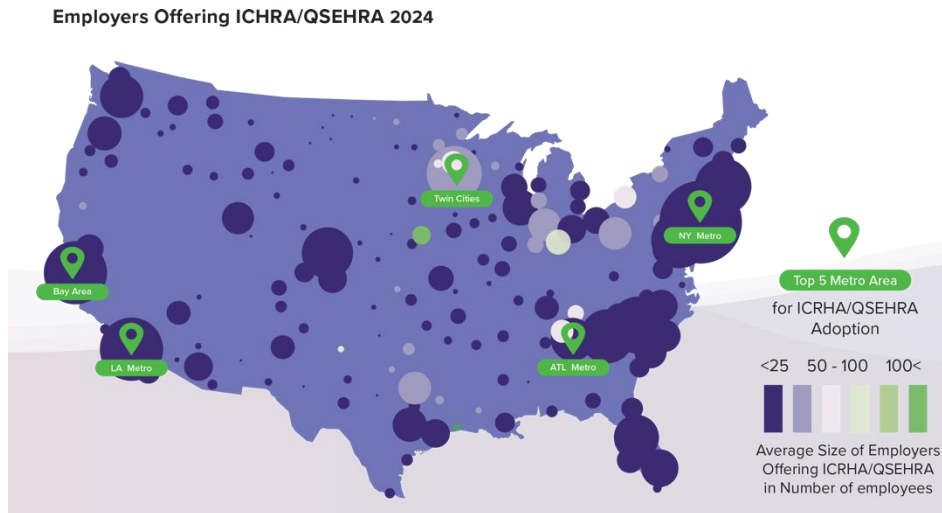 Employers Offering ICHRA/QSEHRA 2024
Twin Cities
NY Metro
Bay Area
LA Metro
ATL Metro
Top 5 Metro Area
for ICRHA/QSEHRA
Adoption
<25 50 - 100 100<
Average Size of Employers
Offering ICRHA/QSEHRA
in Number of employees